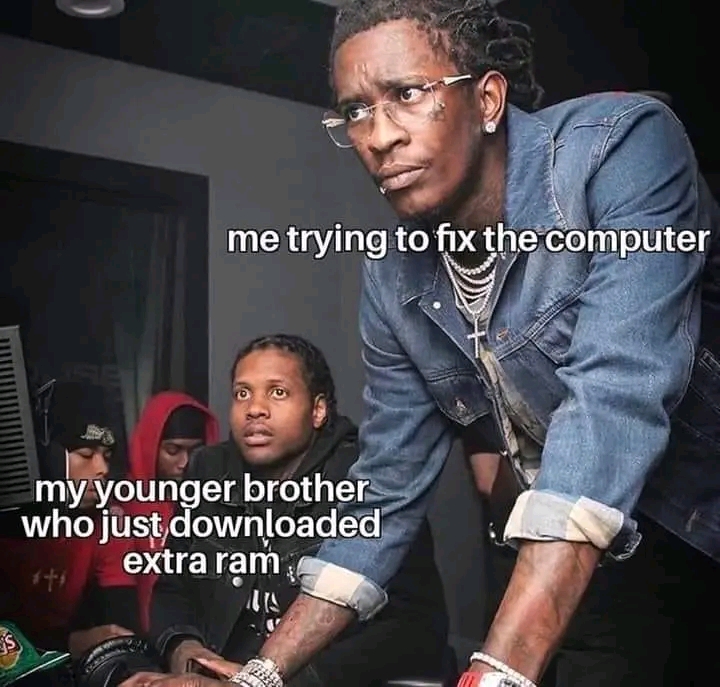 me trying to fix the computer
my younger brother
who just downloaded
extra ram